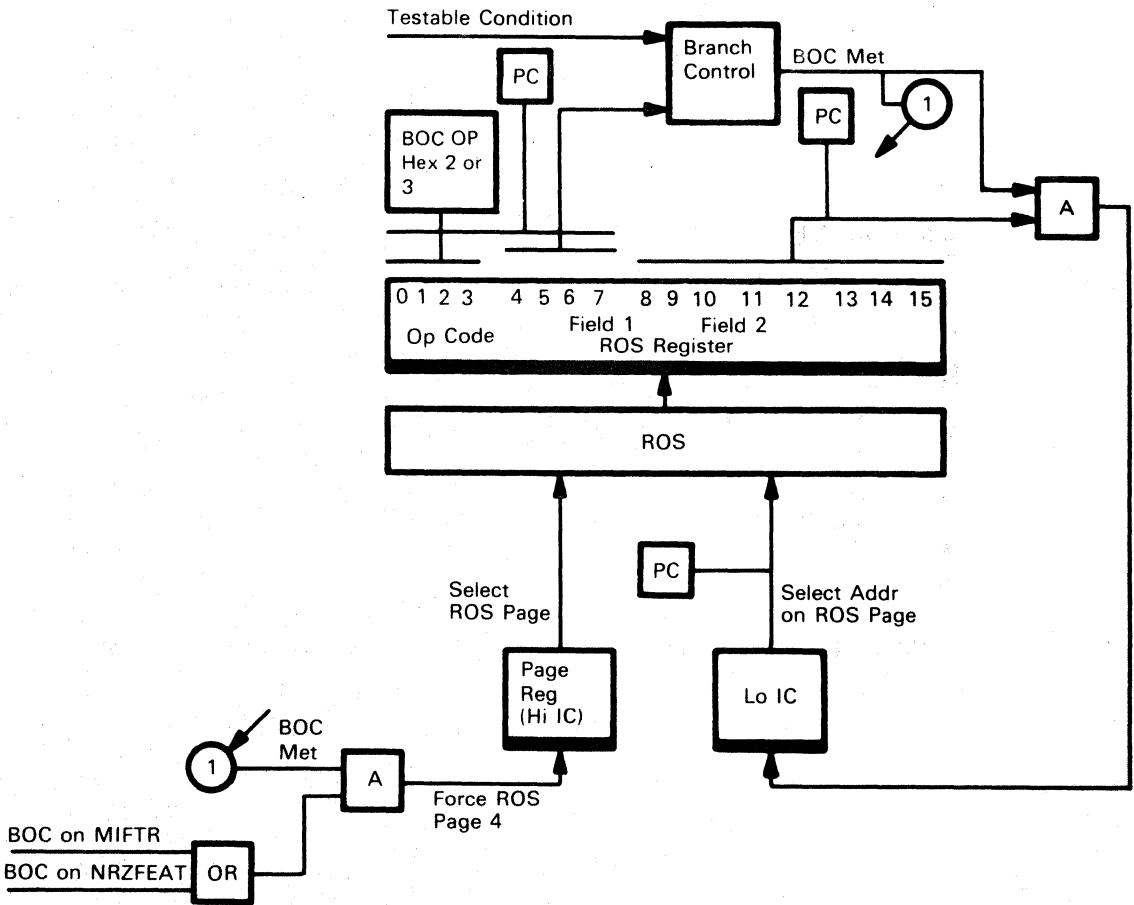 Testable Condition
PC
Branch
Control
BOC Met
PC
1
BOC OP
Hex 2 or
3
A
0 1 2 3 4 5 6 7 8 9 10 11 12 13 14 15
Field 1 Field 2
Op Code
ROS Register
ROS
PC
Select
ROS Page
Select Addr
on ROS Page
Page
Reg
(Hi IC)
Lo IC
BOC
Met
1
A
Force ROS
Page 4
BOC on MIFTR
BOC on NRZFEAT
OR